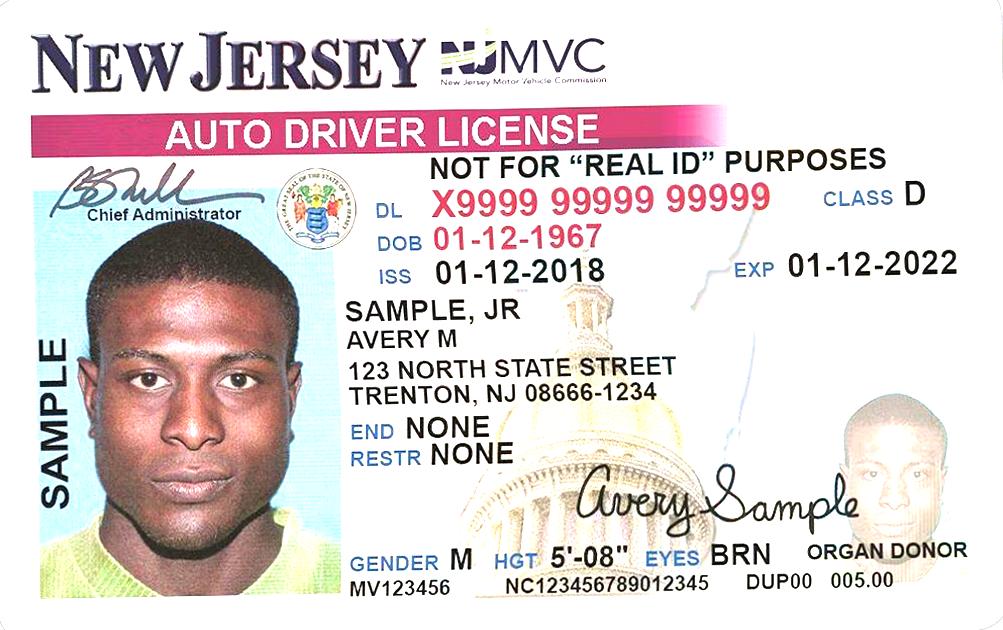 NEW JERSEY NJMVC
New Jersey Motor Vehicle Commission
AUTO DRIVER LICENSE
NOT FOR “REAL ID” PURPOSES
Chief Administrator
THE GREAT SEAL OF THE STATE OF NEW JERSEY
DL X9999 99999 99999 CLASS D
DOB 01-12-1967
ISS 01-12-2018 EXP 01-12-2022
SAMPLE, JR
AVERY M
123 NORTH STATE STREET
TRENTON, NJ 08666-1234
SAMPLE
END NONE
RESTR NONE
Avery Sample
GENDER M HGT 5'-08" EYES BRN ORGAN DONOR
MV123456 NC123456789012345 DUP00 005.00